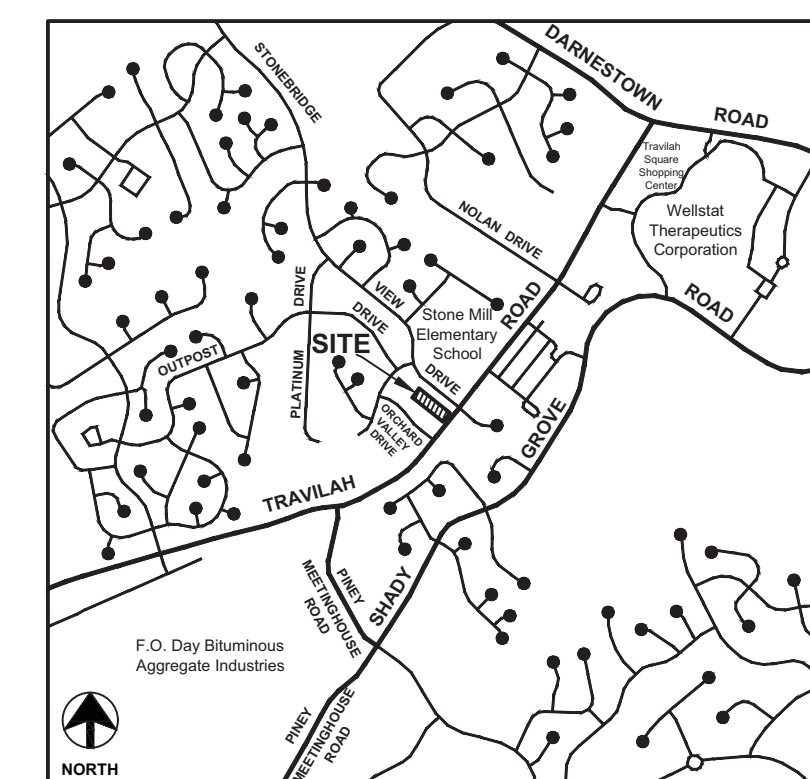 DARNESTOWN
ROAD
STONEBRIDGE
Travilah
Square
Shopping
Center
Wellstat
Therapeutics
Corporation
NOLAN DRIVE
ROAD
DRIVE
VIEW
DRIVE
ROAD
Stone Mill
Elementary
School
SITE
OUTPOST
PLATINUM
DRIVE
ORCHARD
VALLEY
DRIVE
GROVE
TRAVILAH
PINEY
MEETINGHOUSE
ROAD
SHADY
F.O. Day Bituminous
Aggregate Industries
PINEY
MEETINGHOUSE
ROAD
NORTH